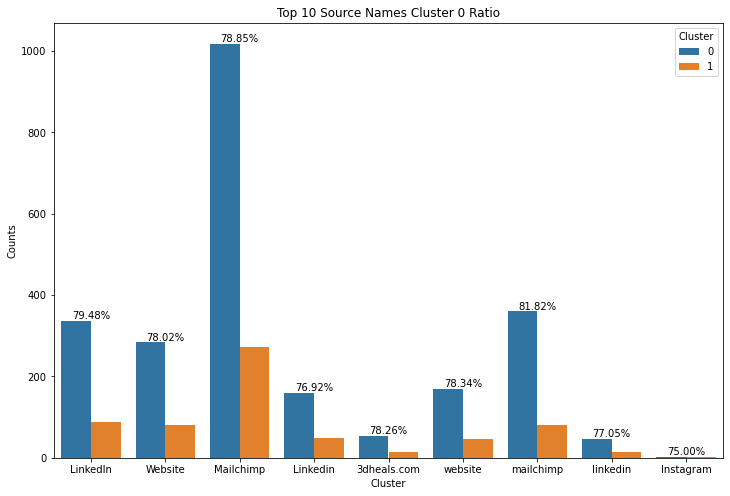 Top 10 Source Names Cluster 0 Ratio
Cluster
0
1
1000
800
600
400
200
0
Counts
79.48%
78.02%
78.85%
76.92%
78.26%
78.34%
81.82%
77.05%
75.00%
LinkedIn
Website
Mailchimp
Linkedin
3dheals.com
website
mailchimp
linkedin
Instagram
Cluster